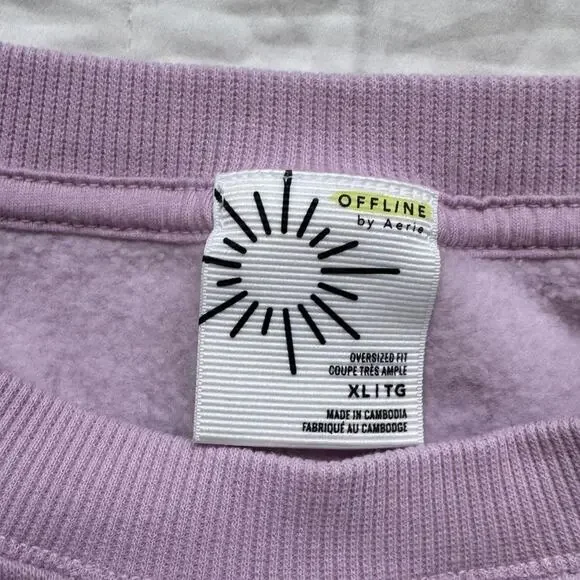 OFFLINE
by Aerie
OVERSIZED FIT
COUPE TRÈS AMPLE
XL | TG
MADE IN CAMBODIA
FABRIQUÉ AU CAMBODGE